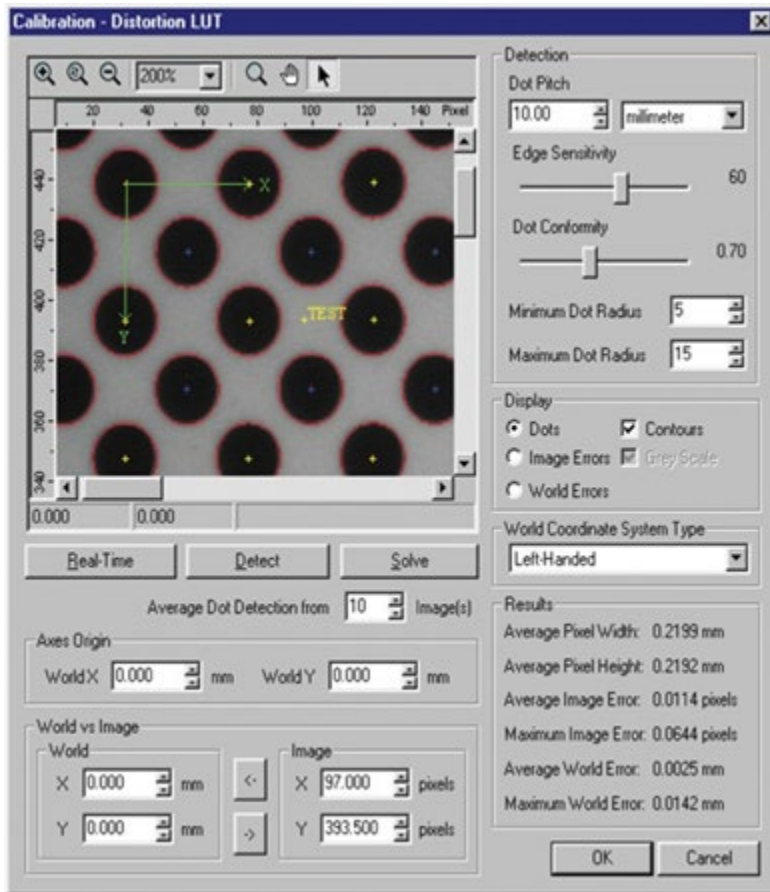 Calibration - Distortion LUT
200%
20 40 60 80 100 120 140 Pixel
440
420
400
380
360
340
X
Y
TEST
0.000 0.000
Real-Time Detect Solve
Average Dot Detection from 10 Image(s)
Axes Origin
World X 0.000 mm World Y 0.000 mm
World vs Image
World
X 0.000 mm
Y 0.000 mm
<-
->
Image
X 97.000 pixels
Y 393.500 pixels
Detection
Dot Pitch
10.00 millimeter
Edge Sensitivity
60
Dot Conformity
0.70
Minimum Dot Radius 5
Maximum Dot Radius 15
Display
Dots Contours
Image Errors Grey Scale
World Errors
World Coordinate System Type
Left-Handed
Results
Average Pixel Width: 0.2199 mm
Average Pixel Height: 0.2192 mm
Average Image Error: 0.0114 pixels
Maximum Image Error: 0.0644 pixels
Average World Error: 0.0025 mm
Maximum World Error: 0.0142 mm
OK Cancel